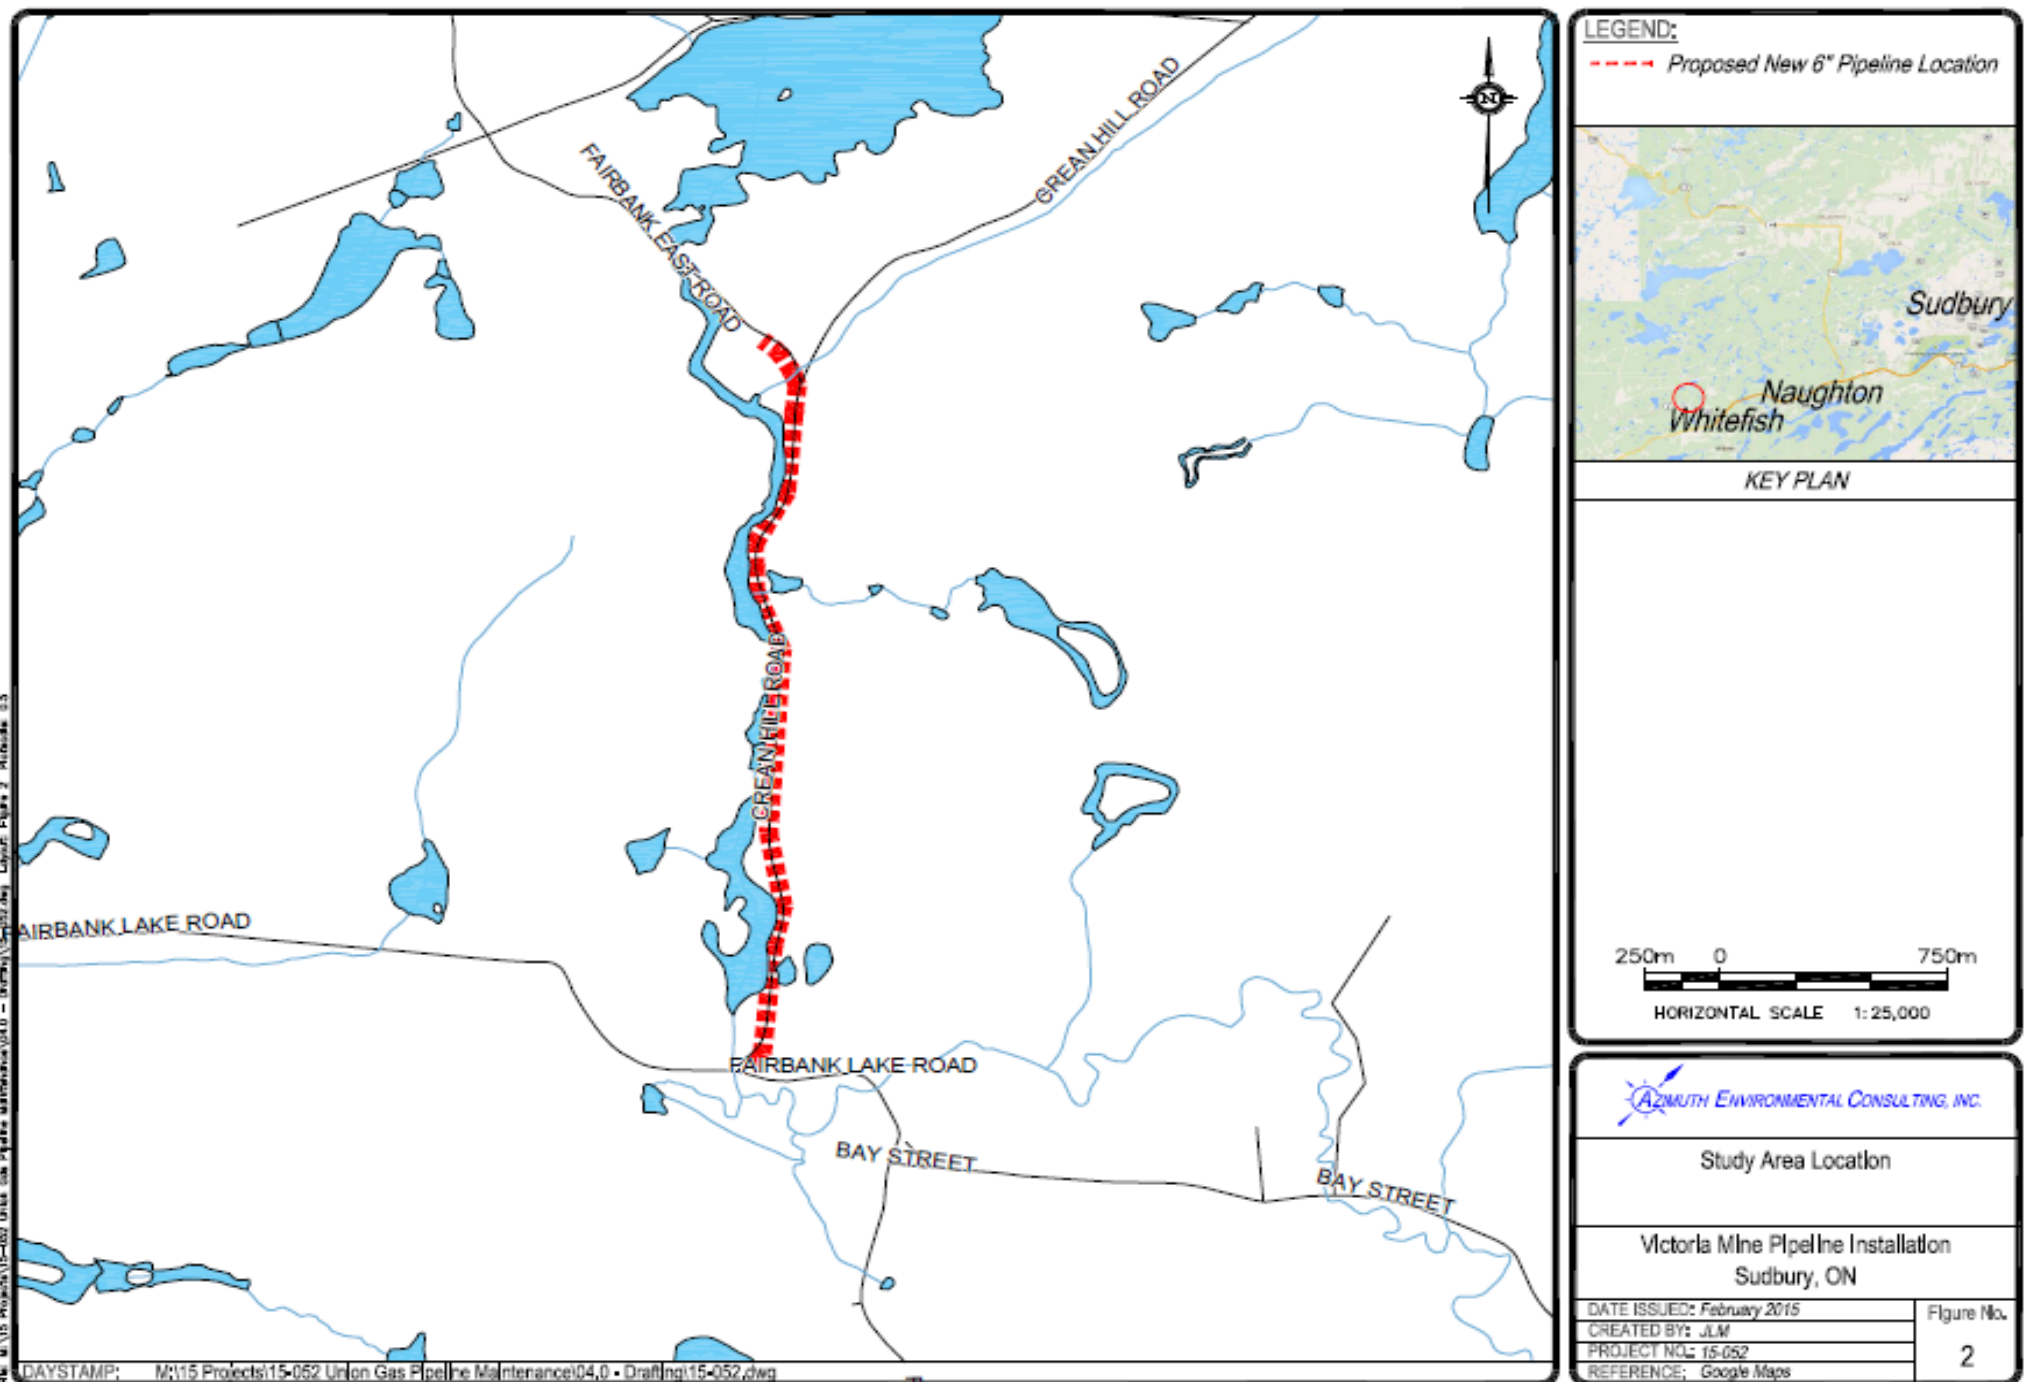 GREAN HILL ROAD
FAIRBANK EAST ROAD
N
GREAN HILL ROAD
AIRBANK LAKE ROAD
FAIRBANK LAKE ROAD
BAY STREET
BAY STREET
DAYSTAMP: M:\15 Projects\15-052 Union Gas Pipeline Maintenance\04.0 - Drafting\15-052.dwg
LEGEND:
Proposed New 6" Pipeline Location
Sudbury
Naughton
Whitefish
KEY PLAN
250m 0 750m
HORIZONTAL SCALE 1:25,000
AZIMUTH ENVIRONMENTAL CONSULTING, INC.
Study Area Location
Victoria Mine Pipeline Installation
Sudbury, ON
DATE ISSUED: February 2015
CREATED BY: JLM
PROJECT NO.: 15-052
REFERENCE: Google Maps
Figure No.
2